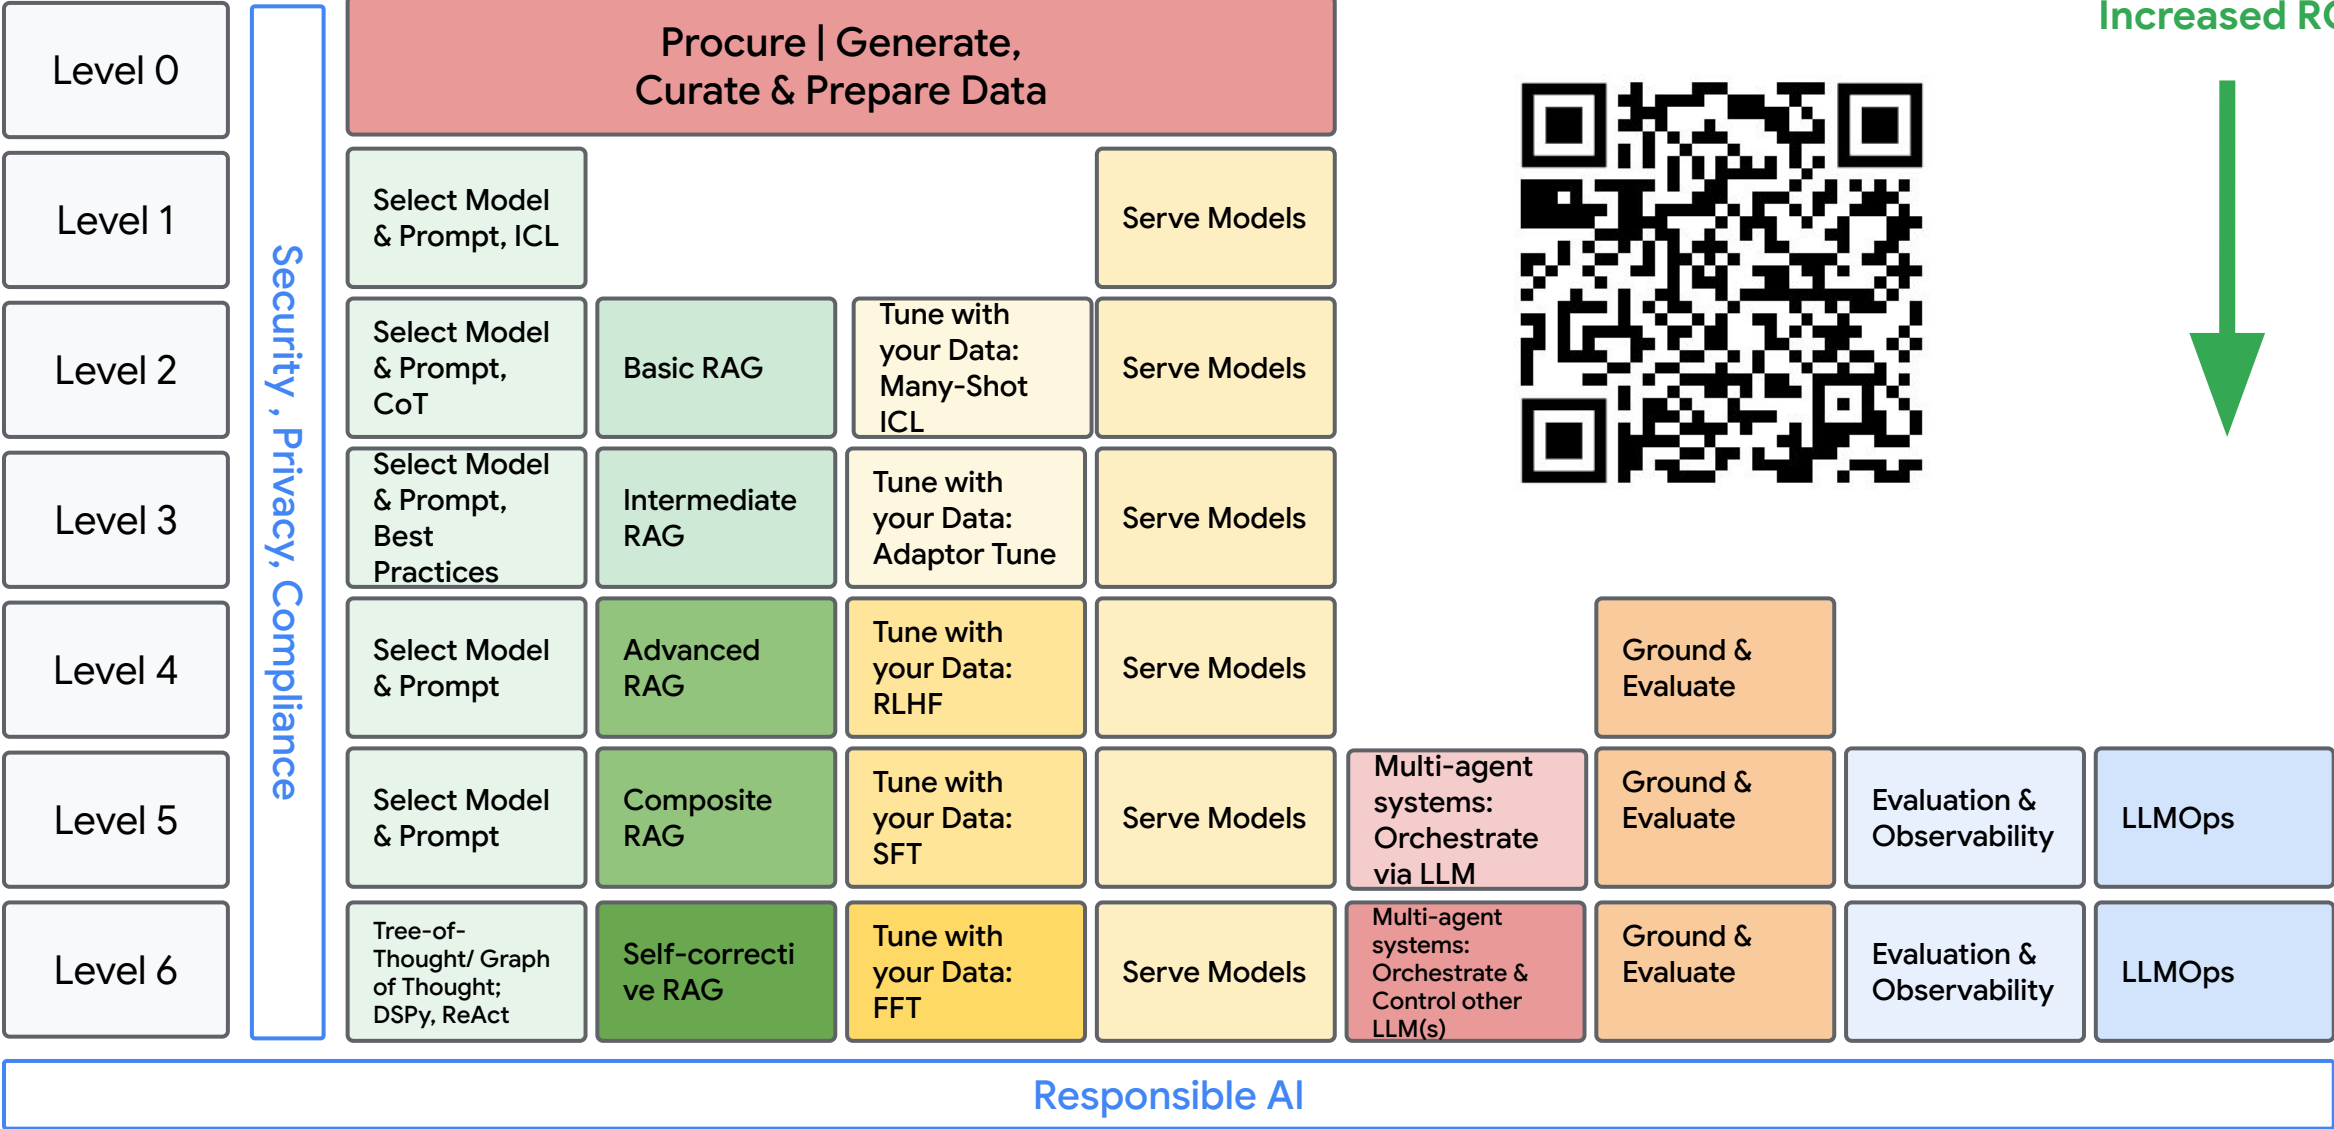 Increased
Level 0
Procure | Generate,
Curate & Prepare Data
Level 1
Select Model
& Prompt, ICL
Serve Models
Level 2
Select Model
& Prompt,
CoT
Basic RAG
Tune with
your Data:
Many-Shot
ICL
Serve Models
Level 3
Select Model
& Prompt,
Best
Practices
Intermediate
RAG
Tune with
your Data:
Adaptor Tune
Serve Models
Level 4
Select Model
& Prompt
Advanced
RAG
Tune with
your Data:
RLHF
Serve Models
Ground &
Evaluate
Level 5
Select Model
& Prompt
Composite
RAG
Tune with
your Data:
SFT
Serve Models
Multi-agent
systems:
Orchestrate
via LLM
Ground &
Evaluate
Evaluation &
Observability
LLMOps
Level 6
Tree-of-
Thought/ Graph
of Thought;
DSPy, ReAct
Self-correcti
ve RAG
Tune with
your Data:
FFT
Serve Models
Multi-agent
systems:
Orchestrate &
Control other
LLM(s)
Ground &
Evaluate
Evaluation &
Observability
LLMOps
Security , Privacy, Compliance
Responsible AI